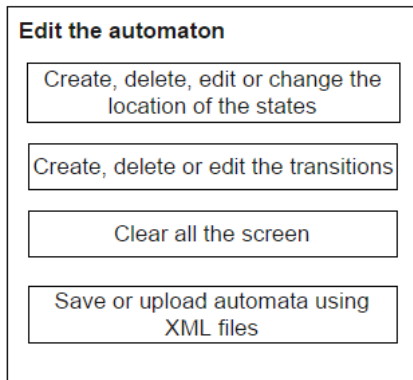 Edit the automaton
Create, delete, edit or change the
location of the states
Create, delete or edit the transitions
Clear all the screen
Save or upload automata using
XML files